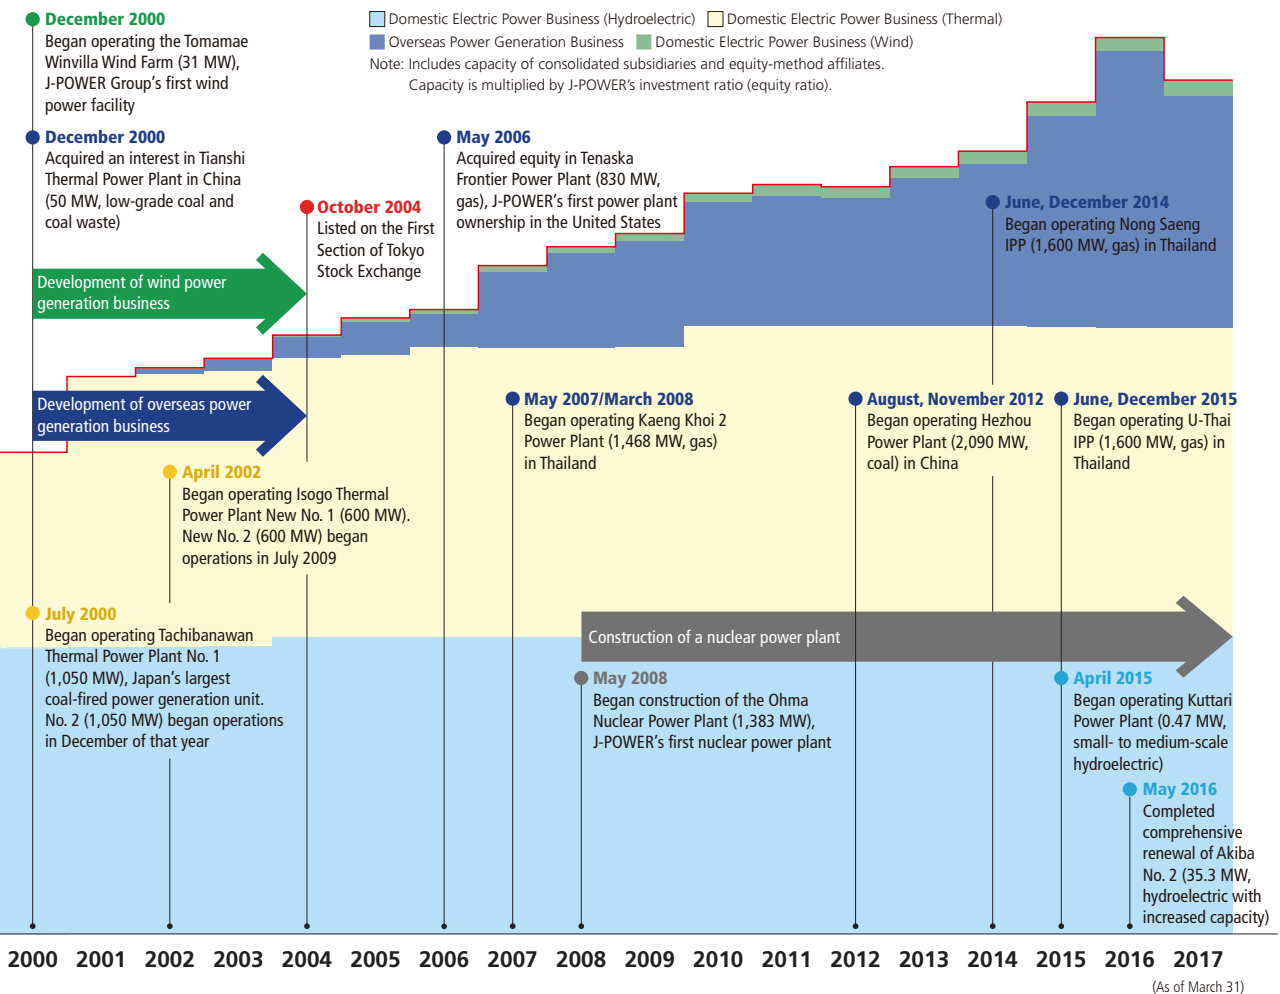 Domestic Electric Power Business (Hydroelectric) Domestic Electric Power Business (Thermal)
Overseas Power Generation Business Domestic Electric Power Business (Wind)
Note: Includes capacity of consolidated subsidiaries and equity-method affiliates.
Capacity is multiplied by J-POWER's investment ratio (equity ratio).
December 2000
Began operating the Tomamae
Winvilla Wind Farm (31 MW),
J-POWER Group's first wind
power facility
December 2000
Acquired an interest in Tianshi
Thermal Power Plant in China
(50 MW, low-grade coal and
coal waste)
October 2004
Listed on the First
Section of Tokyo
Stock Exchange
May 2006
Acquired equity in Tenaska
Frontier Power Plant (830 MW,
gas), J-POWER's first power plant
ownership in the United States
June, December 2014
Began operating Nong Saeng
IPP (1,600 MW, gas) in Thailand
Development of wind power
generation business
Development of overseas power
generation business
May 2007/March 2008
Began operating Kaeng Khoi 2
Power Plant (1,468 MW, gas)
in Thailand
August, November 2012
Began operating Hezhou
Power Plant (2,090 MW,
coal) in China
June, December 2015
Began operating U-Thai
IPP (1,600 MW, gas) in
Thailand
April 2002
Began operating Isogo Thermal
Power Plant New No. 1 (600 MW).
New No. 2 (600 MW) began
operations in July 2009
July 2000
Began operating Tachibanawan
Thermal Power Plant No. 1
(1,050 MW), Japan's largest
coal-fired power generation unit.
No. 2 (1,050 MW) began operations
in December of that year
Construction of a nuclear power plant
May 2008
Began construction of the Ohma
Nuclear Power Plant (1,383 MW),
J-POWER's first nuclear power plant
April 2015
Began operating Kuttari
Power Plant (0.47 MW,
small- to medium-scale
hydroelectric)
May 2016
Completed
comprehensive
renewal of Akiba
No. 2 (35.3 MW,
hydroelectric with
increased capacity)
2000 2001 2002 2003 2004 2005 2006 2007 2008 2009 2010 2011 2012 2013 2014 2015 2016 2017
(As of March 31)